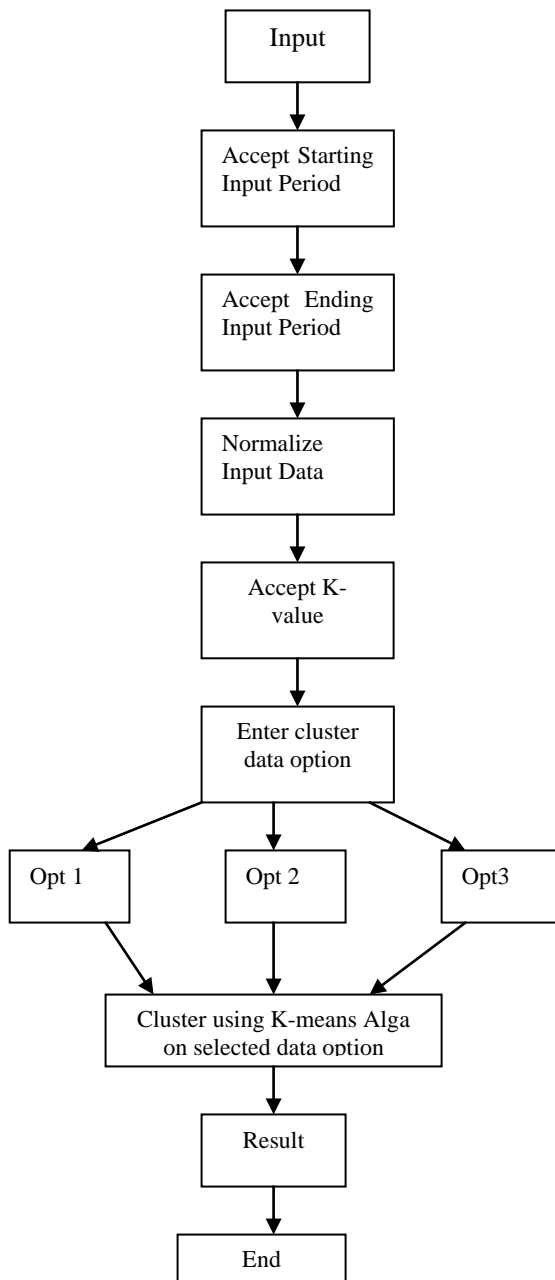 Input
Accept Starting
Input Period
Accept Ending
Input Period
Normalize
Input Data
Accept K-
value
Enter cluster
data option
Opt 1
Opt 2
Opt3
Cluster using K-means Alga
on selected data option
Result
End